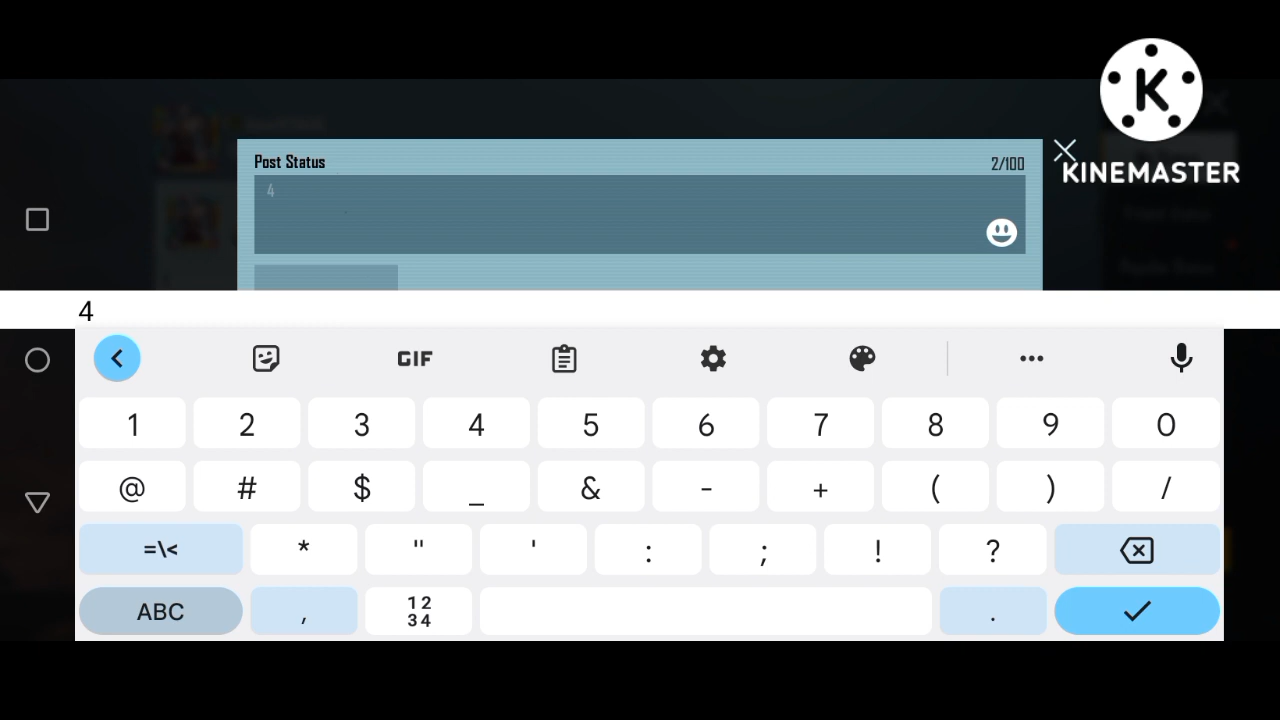 K
KINEMASTER
Post Status
2/100
4
4
GIF
1 2 3 4 5 6 7 8 9 0
@ # $ _ & - + ( ) /
=\< * " ' : ; ! ?
ABC , 12 34 .